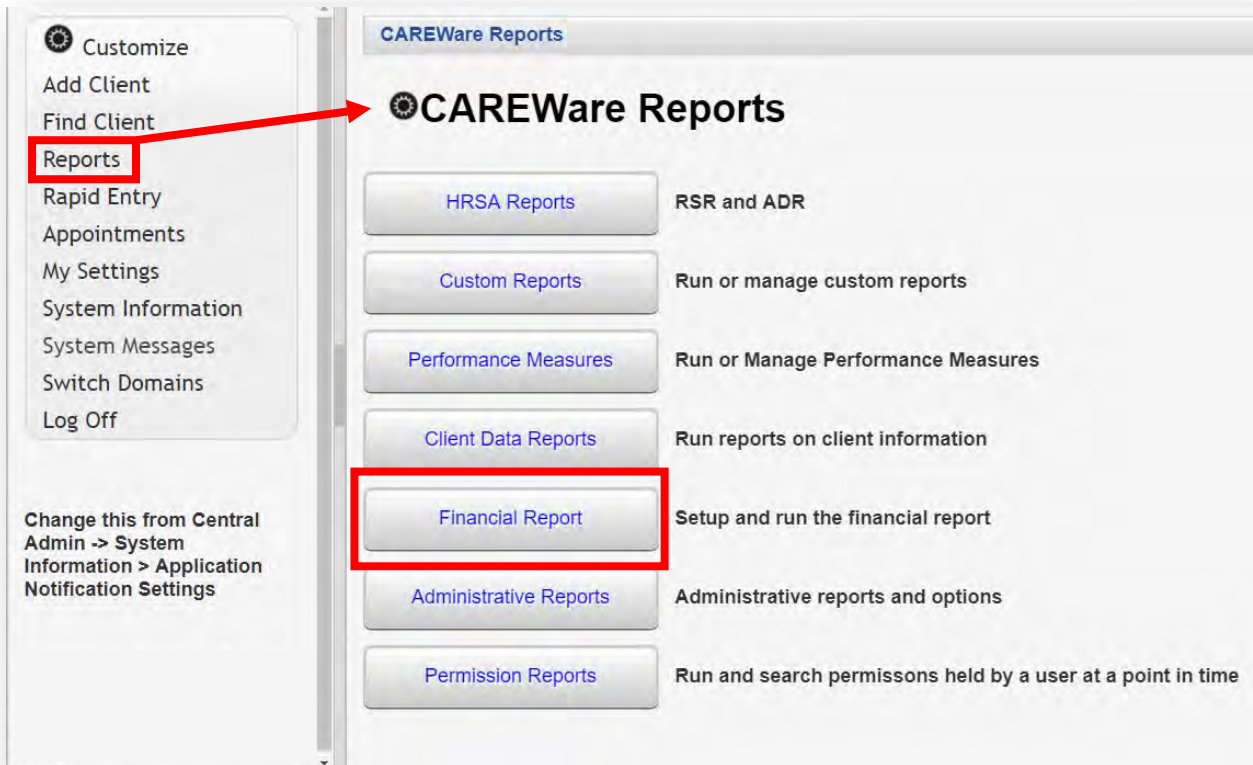 Customize
Add Client
Find Client
Reports
Rapid Entry
Appointments
My Settings
System Information
System Messages
Switch Domains
Log Off
Change this from Central
Admin -> System
Information > Application
Notification Settings
CAREWare Reports
CAREWare Reports
HRSA Reports RSR and ADR
Custom Reports Run or manage custom reports
Performance Measures Run or Manage Performance Measures
Client Data Reports Run reports on client information
Financial Report Setup and run the financial report
Administrative Reports Administrative reports and options
Permission Reports Run and search permissons held by a user at a point in time